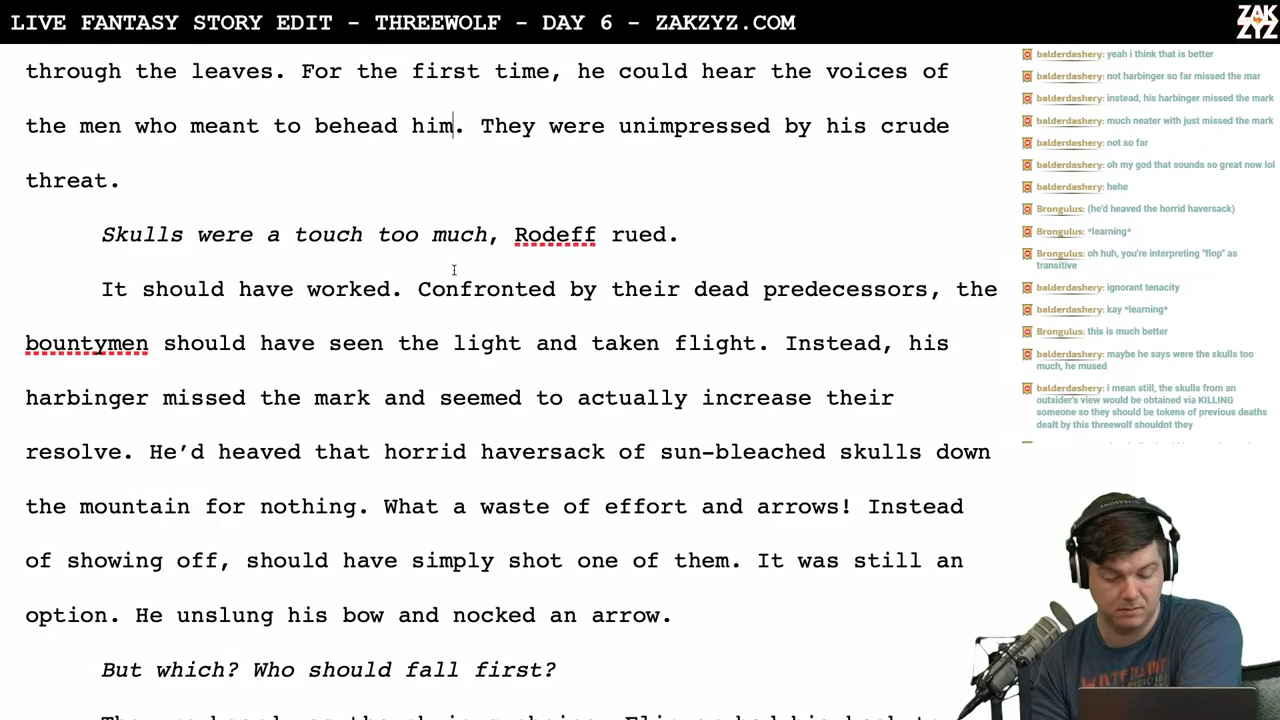 LIVE FANTASY STORY EDIT - THREEWOLF - DAY 6 - ZAKZYZ.COM
ZAK
ZYZ
through the leaves. For the first time, he could hear the voices of
the men who meant to behead him. They were unimpressed by his crude
threat.
Skulls were a touch too much, Rodeff rued.
It should have worked. Confronted by their dead predecessors, the
bountymen should have seen the light and taken flight. Instead, his
harbinger missed the mark and seemed to actually increase their
resolve. He’d heaved that horrid haversack of sun-bleached skulls down
the mountain for nothing. What a waste of effort and arrows! Instead
of showing off, should have simply shot one of them. It was still an
option. He unslung his bow and nocked an arrow.
But which? Who should fall first?
balderdashery: yeah i think that is better
balderdashery: not harbinger so far missed the mar
balderdashery: instead, his harbinger missed the mark
balderdashery: much neater with just missed the mark
balderdashery: not so far
balderdashery: oh my god that sounds so great now lol
balderdashery: hehe
Brongulus: (he'd heaved the horrid haversack)
Brongulus: *learning*
Brongulus: oh huh, you're interpreting "flop" as
transitive
balderdashery: ignorant tenacity
balderdashery: kay *learning*
Brongulus: this is much better
balderdashery: maybe he says were the skulls too
much, he mused
balderdashery: i mean still, the skulls from an
outsider's view would be obtained via KILLING
someone so they should be tokens of previous deaths
dealt by this threewolf shouldnt they